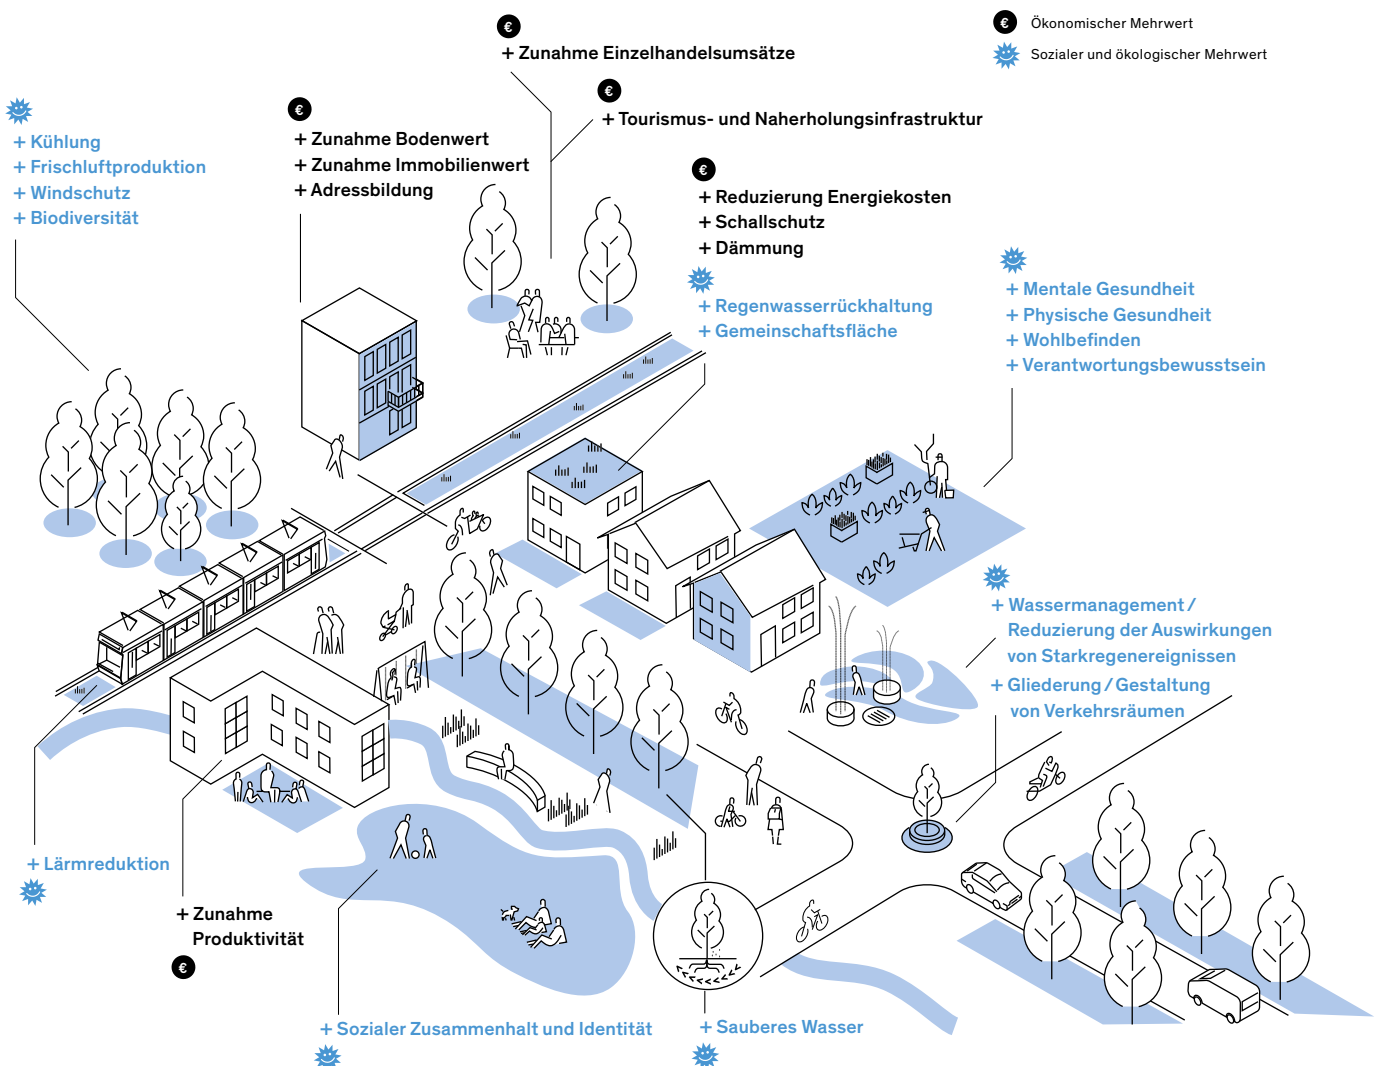 € Ökonomischer Mehrwert
Sozialer und ökologischer Mehrwert
€
+ Zunahme Einzelhandelsumsätze
€
+ Tourismus- und Naherholungsinfrastruktur
+ Kühlung
+ Frischluftproduktion
+ Windschutz
+ Biodiversität
€
+ Zunahme Bodenwert
+ Zunahme Immobilienwert
+ Adressbildung
€
+ Reduzierung Energiekosten
+ Schallschutz
+ Dämmung
+ Regenwasserrückhaltung
+ Gemeinschaftsfläche
+ Mentale Gesundheit
+ Physische Gesundheit
+ Wohlbefinden
+ Verantwortungsbewusstsein
+ Wassermanagement /
Reduzierung der Auswirkungen
von Starkregenereignissen
+ Gliederung / Gestaltung
von Verkehrsräumen
+ Lärmreduktion
+ Zunahme
Produktivität
€
+ Sozialer Zusammenhalt und Identität
+ Sauberes Wasser